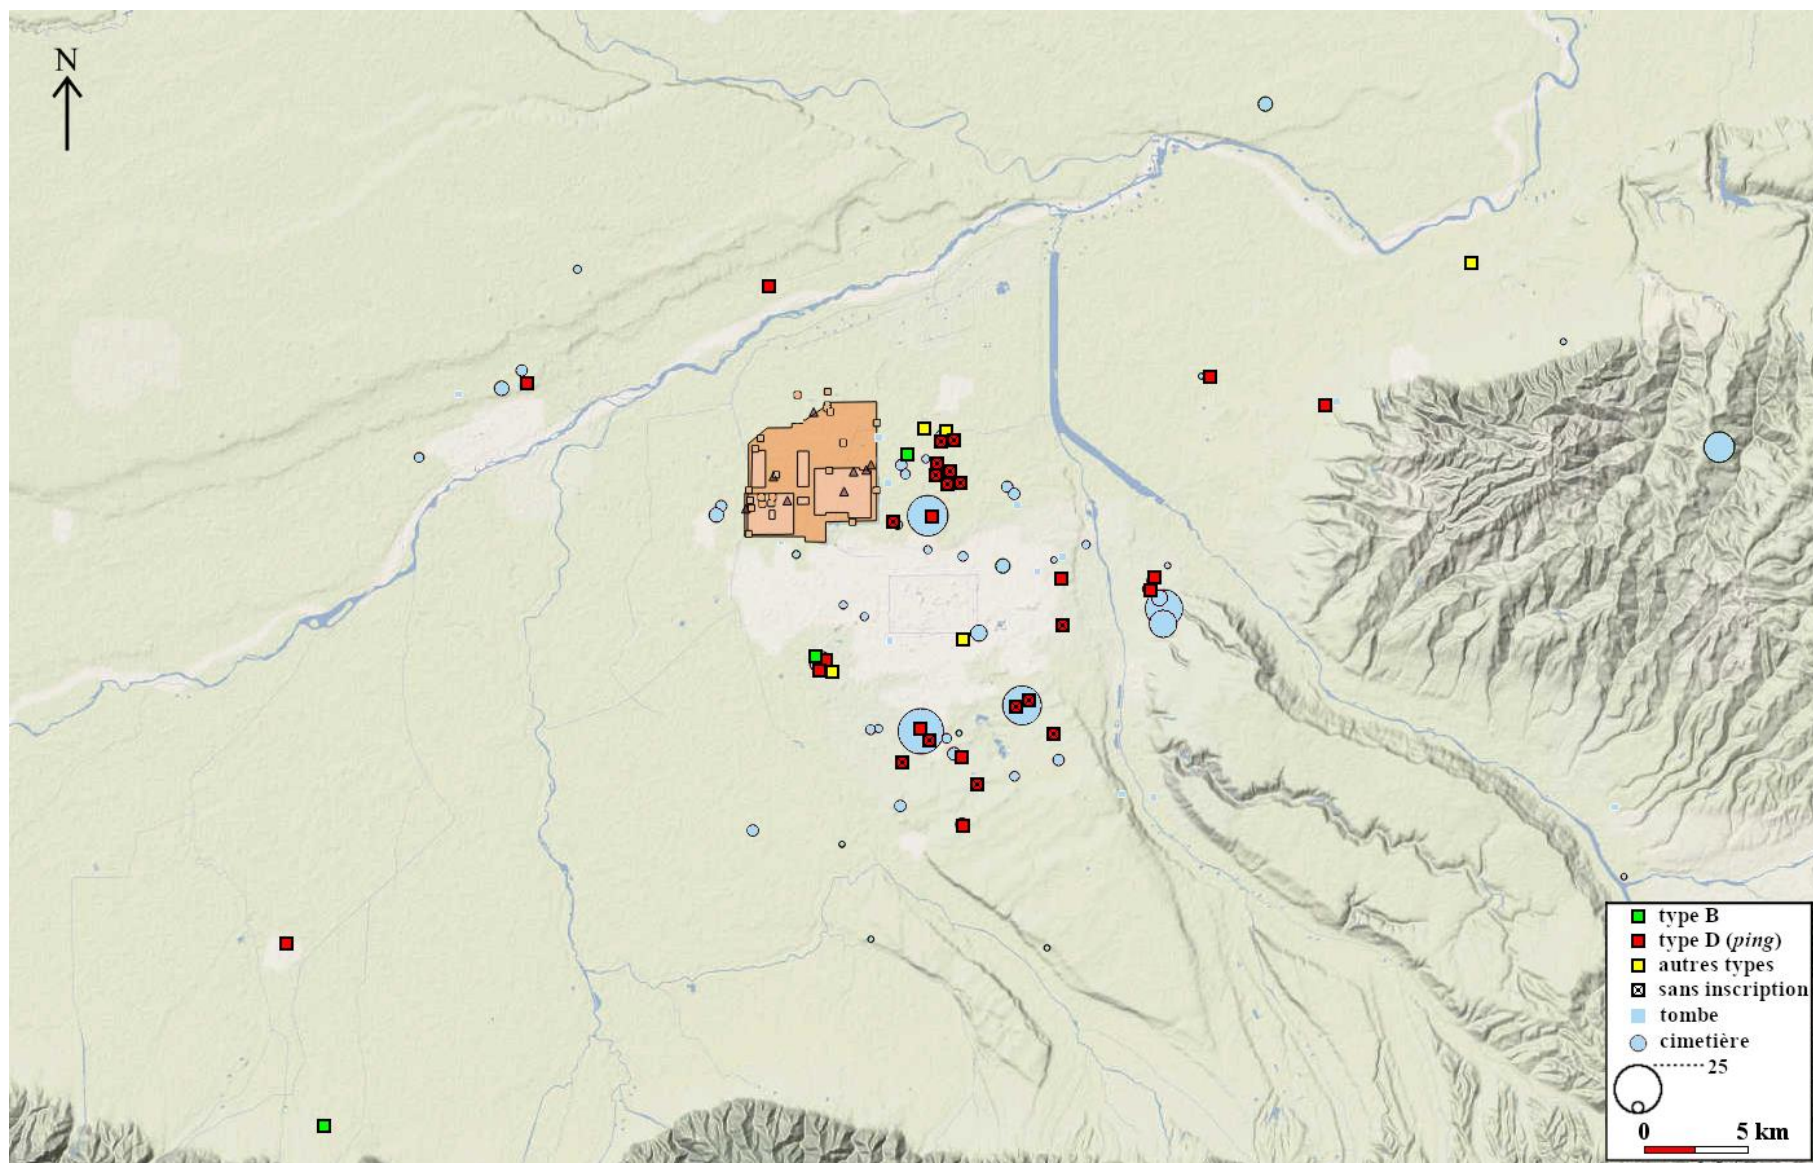 N
type B
type D (ping)
autres types
sans inscription
tombe
cimetière
25
0 5 km